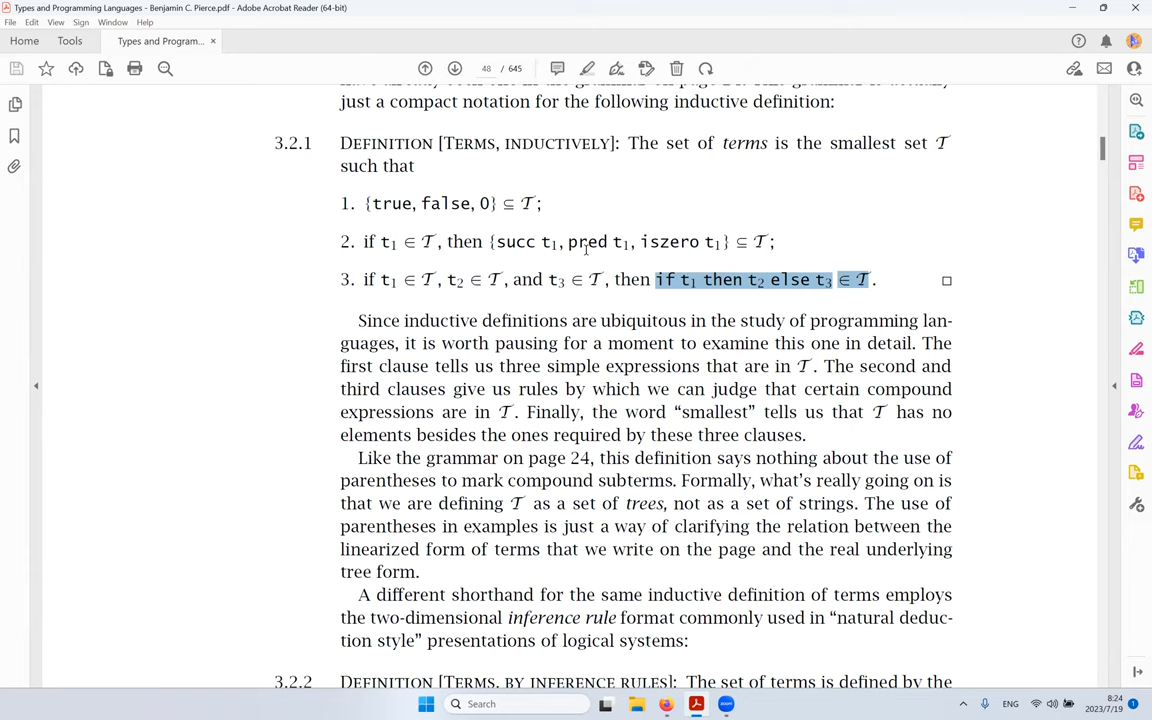 Types and Programming Languages - Benjamin C. Pierce.pdf - Adobe Acrobat Reader (64-bit)
File Edit View Sign Window Help
Home Tools Types and Program... ×
48 / 645
just a compact notation for the following inductive definition:
3.2.1 DEFINITION [TERMS, INDUCTIVELY]: The set of terms is the smallest set 𝒯
such that
1. {true, false, 0} ⊆ 𝒯;
2. if t₁ ∈ 𝒯, then {succ t₁, pred t₁, iszero t₁} ⊆ 𝒯;
3. if t₁ ∈ 𝒯, t₂ ∈ 𝒯, and t₃ ∈ 𝒯, then if t₁ then t₂ else t₃ ∈ 𝒯. □
Since inductive definitions are ubiquitous in the study of programming lan-
guages, it is worth pausing for a moment to examine this one in detail. The
first clause tells us three simple expressions that are in 𝒯. The second and
third clauses give us rules by which we can judge that certain compound
expressions are in 𝒯. Finally, the word “smallest” tells us that 𝒯 has no
elements besides the ones required by these three clauses.
Like the grammar on page 24, this definition says nothing about the use of
parentheses to mark compound subterms. Formally, what’s really going on is
that we are defining 𝒯 as a set of trees, not as a set of strings. The use of
parentheses in examples is just a way of clarifying the relation between the
linearized form of terms that we write on the page and the real underlying
tree form.
A different shorthand for the same inductive definition of terms employs
the two-dimensional inference rule format commonly used in “natural deduc-
tion style” presentations of logical systems:
3.2.2 DEFINITION [TERMS, BY INFERENCE RULES]: The set of terms is defined by the
Search
zoom
ENG
8:24
2023/7/19
1